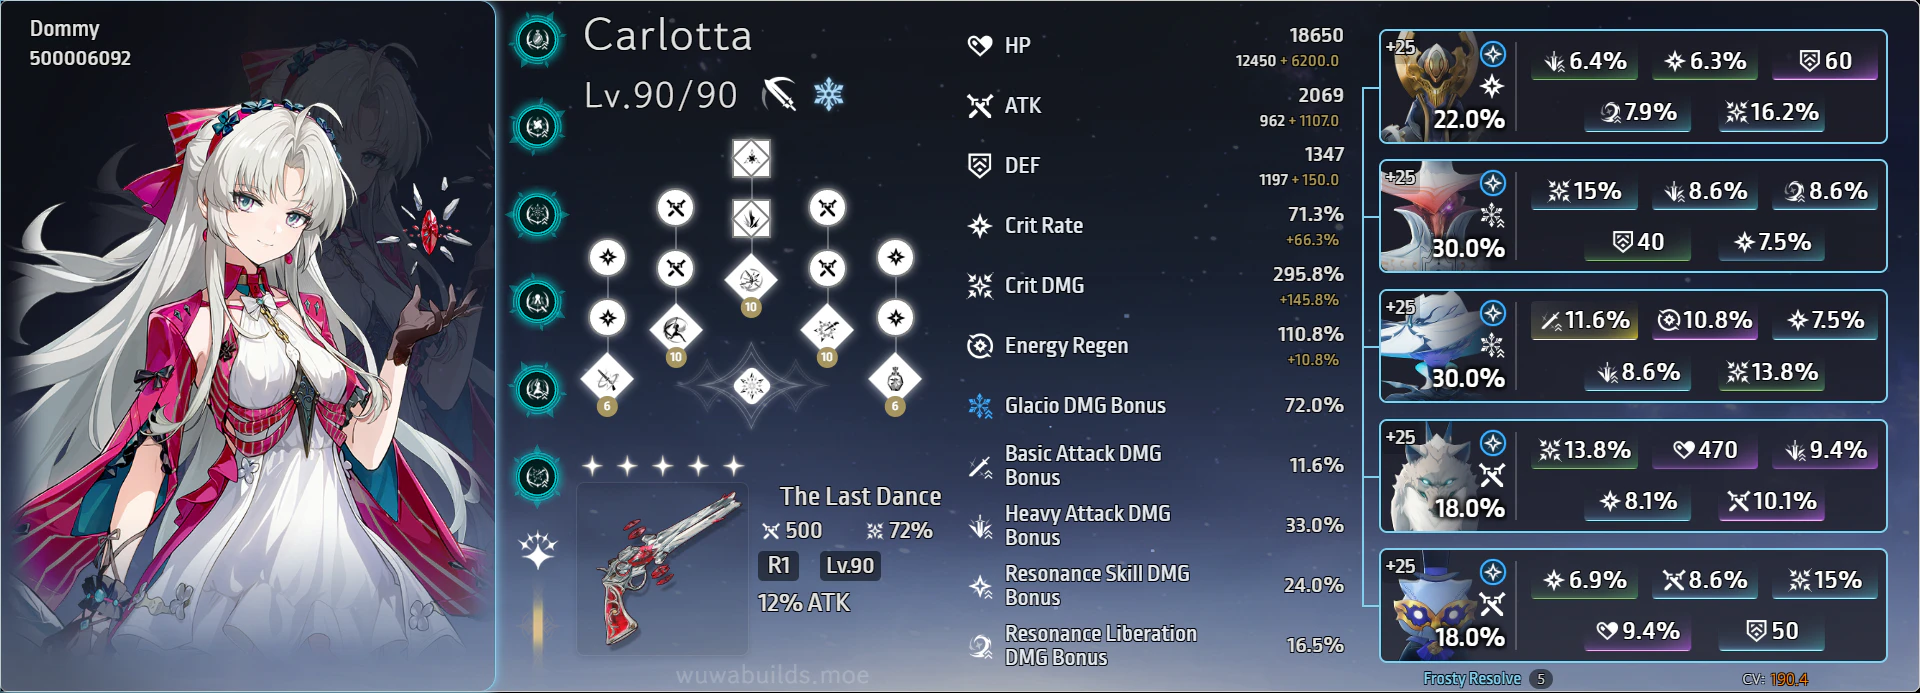 Dommy
500006092
Carlotta
Lv.90/90
10
10
10
6
6
The Last Dance
500
72%
R1
Lv.90
12% ATK
HP
18650
12450 + 6200.0
ATK
2069
962 + 1107.0
DEF
1347
1197 + 150.0
Crit Rate
71.3%
+66.3%
Crit DMG
295.8%
+145.8%
Energy Regen
110.8%
+10.8%
Glacio DMG Bonus
72.0%
Basic Attack DMG
Bonus
11.6%
Heavy Attack DMG
Bonus
33.0%
Resonance Skill DMG
Bonus
24.0%
Resonance Liberation
DMG Bonus
16.5%
+25
22.0%
6.4%
6.3%
60
7.9%
16.2%
+25
30.0%
15%
8.6%
8.6%
40
7.5%
+25
30.0%
11.6%
10.8%
7.5%
8.6%
13.8%
+25
18.0%
13.8%
470
9.4%
8.1%
10.1%
+25
18.0%
6.9%
8.6%
15%
9.4%
50
wuwabuilds.moe
Frosty Resolve 5
CV: 190.4